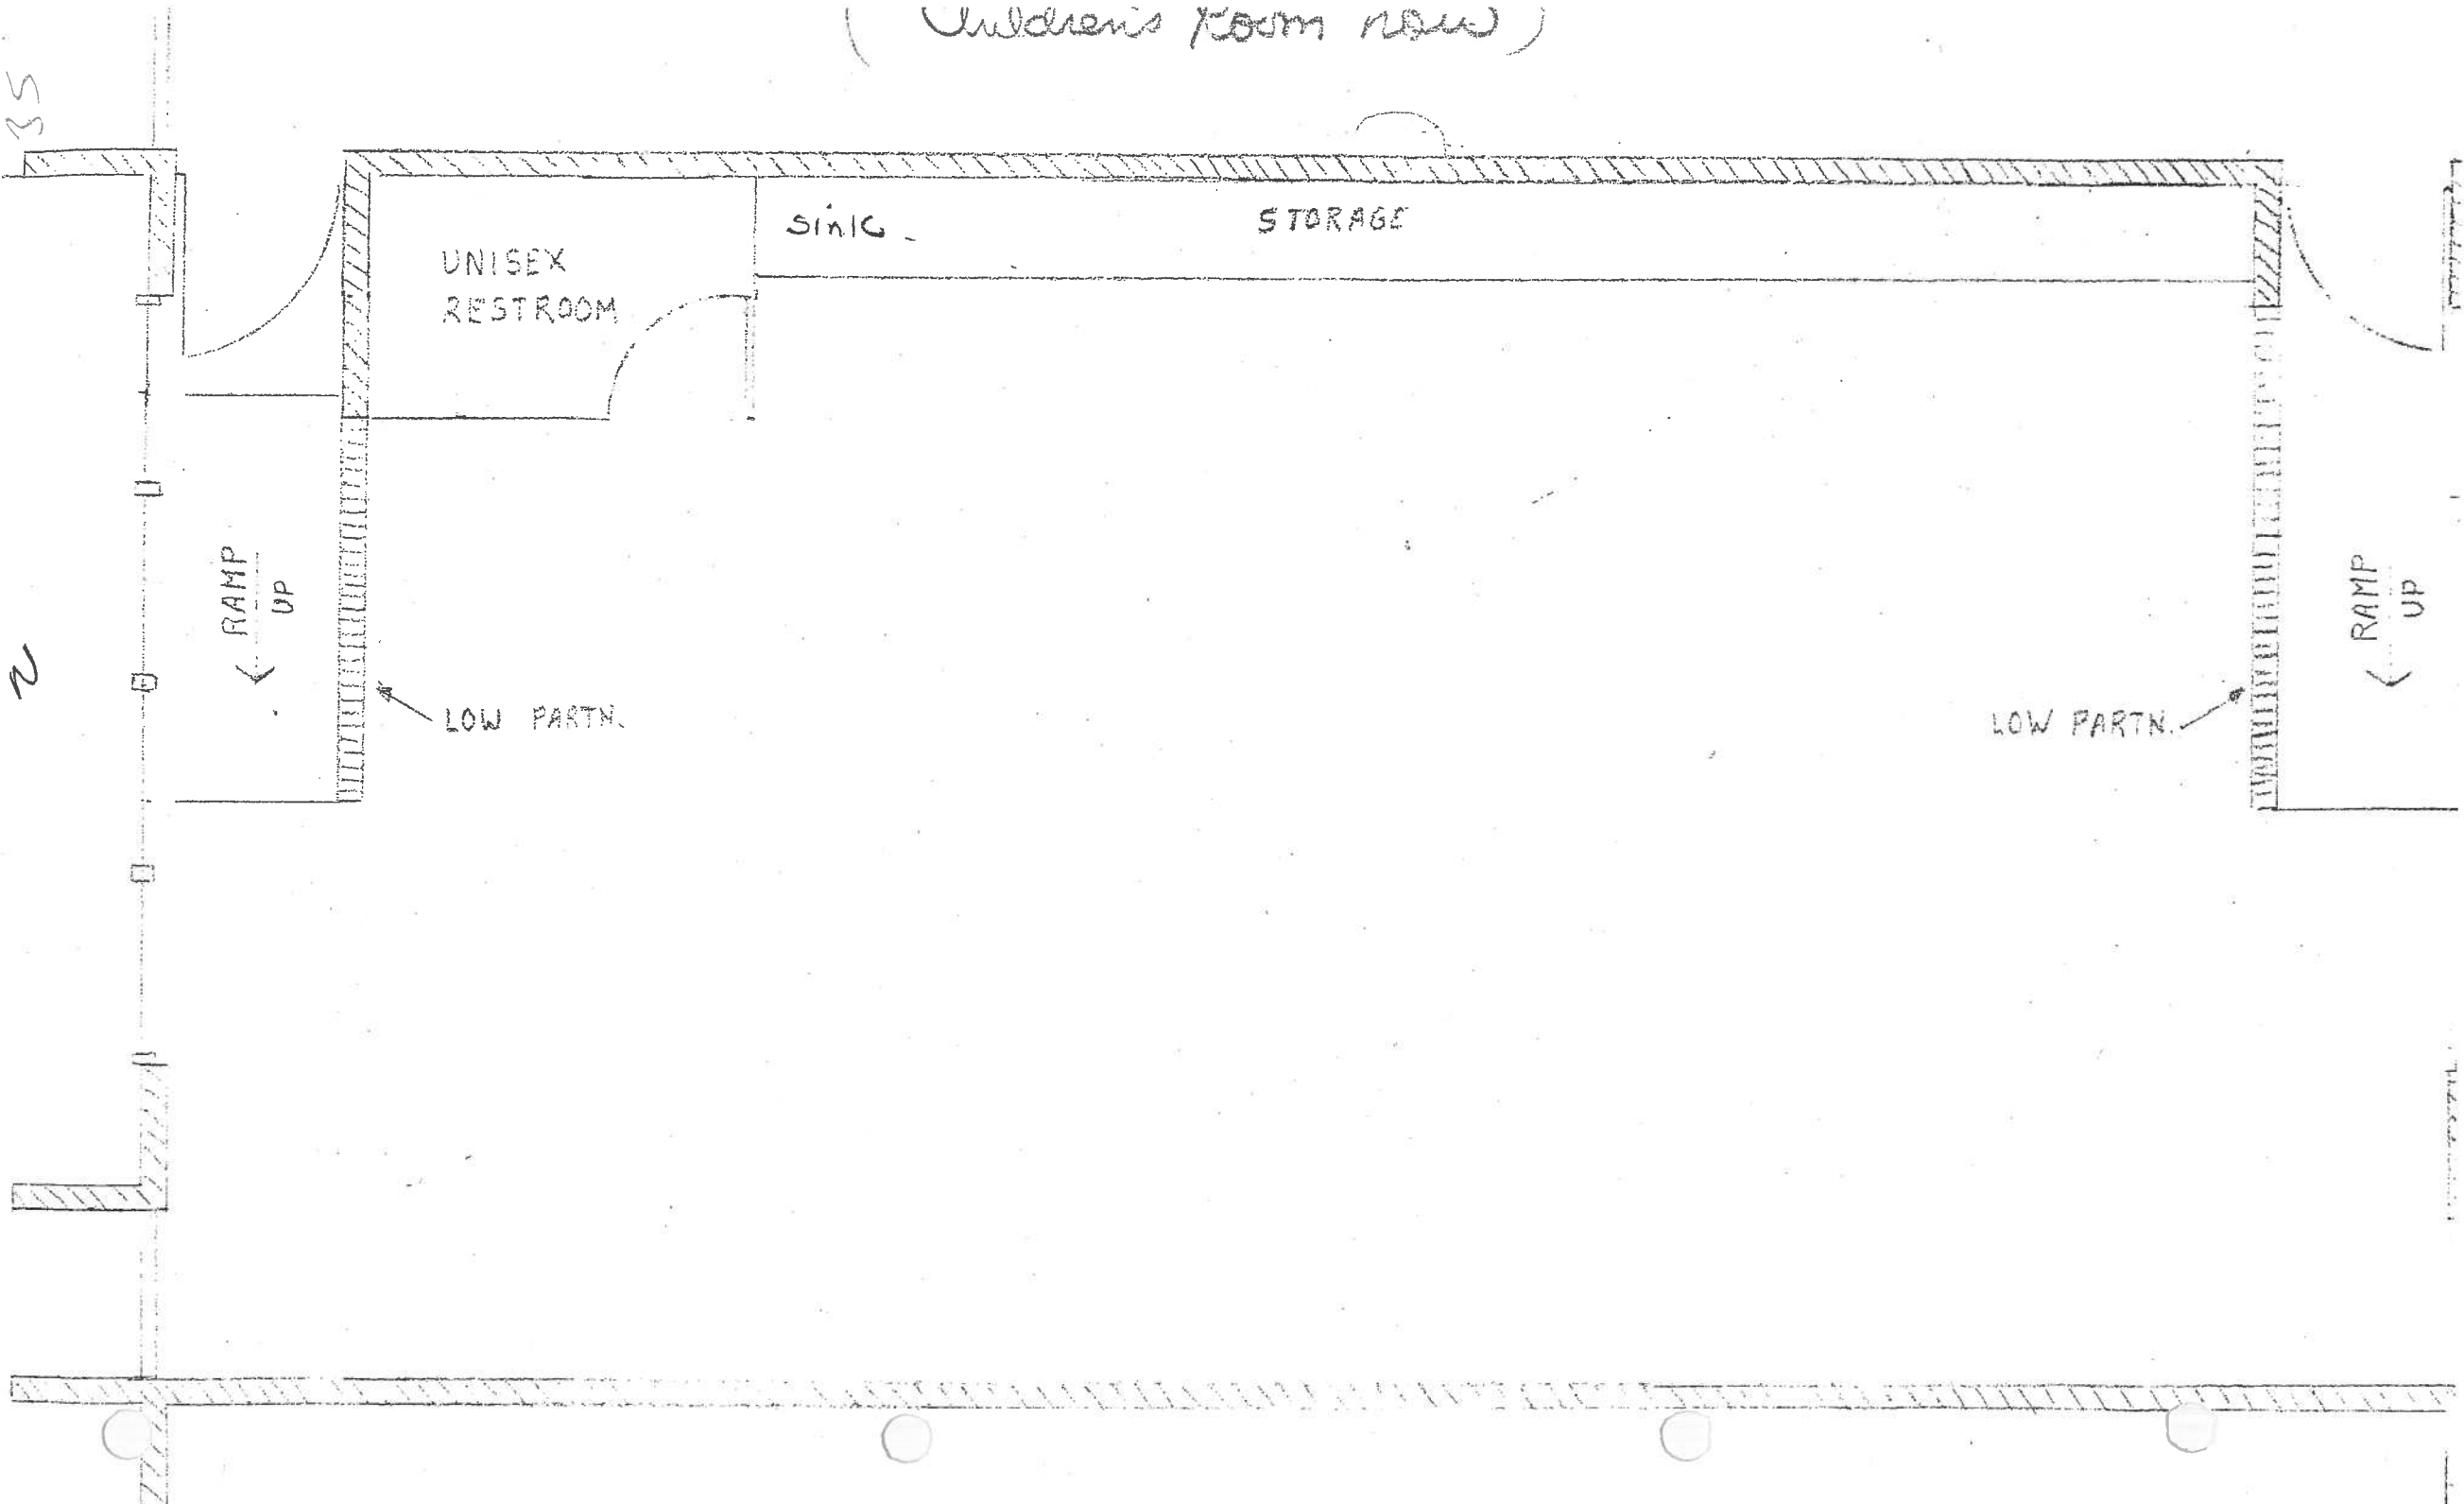 (Children's Room now)
35
Sink
STORAGE
UNISEX
RESTROOM
RAMP
UP
RAMP
UP
N
LOW PARTN.
LOW PARTN.